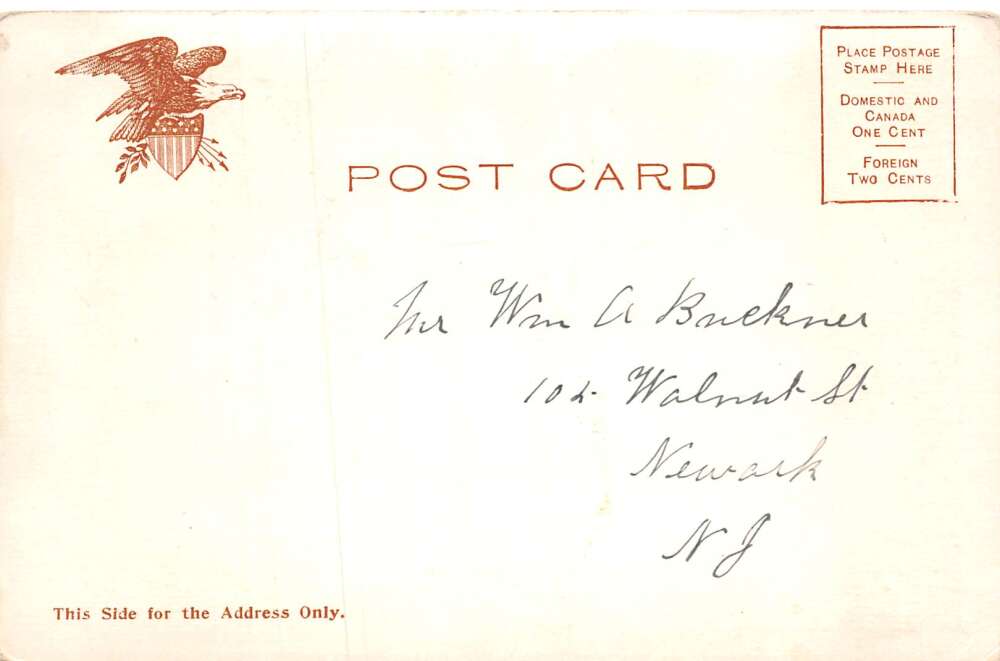 PLACE POSTAGE
STAMP HERE
DOMESTIC AND
CANADA
ONE CENT
FOREIGN
TWO CENTS
POST CARD
Mr Wm A Buckner
104 Walnut St
Newark
N J
This Side for the Address Only.